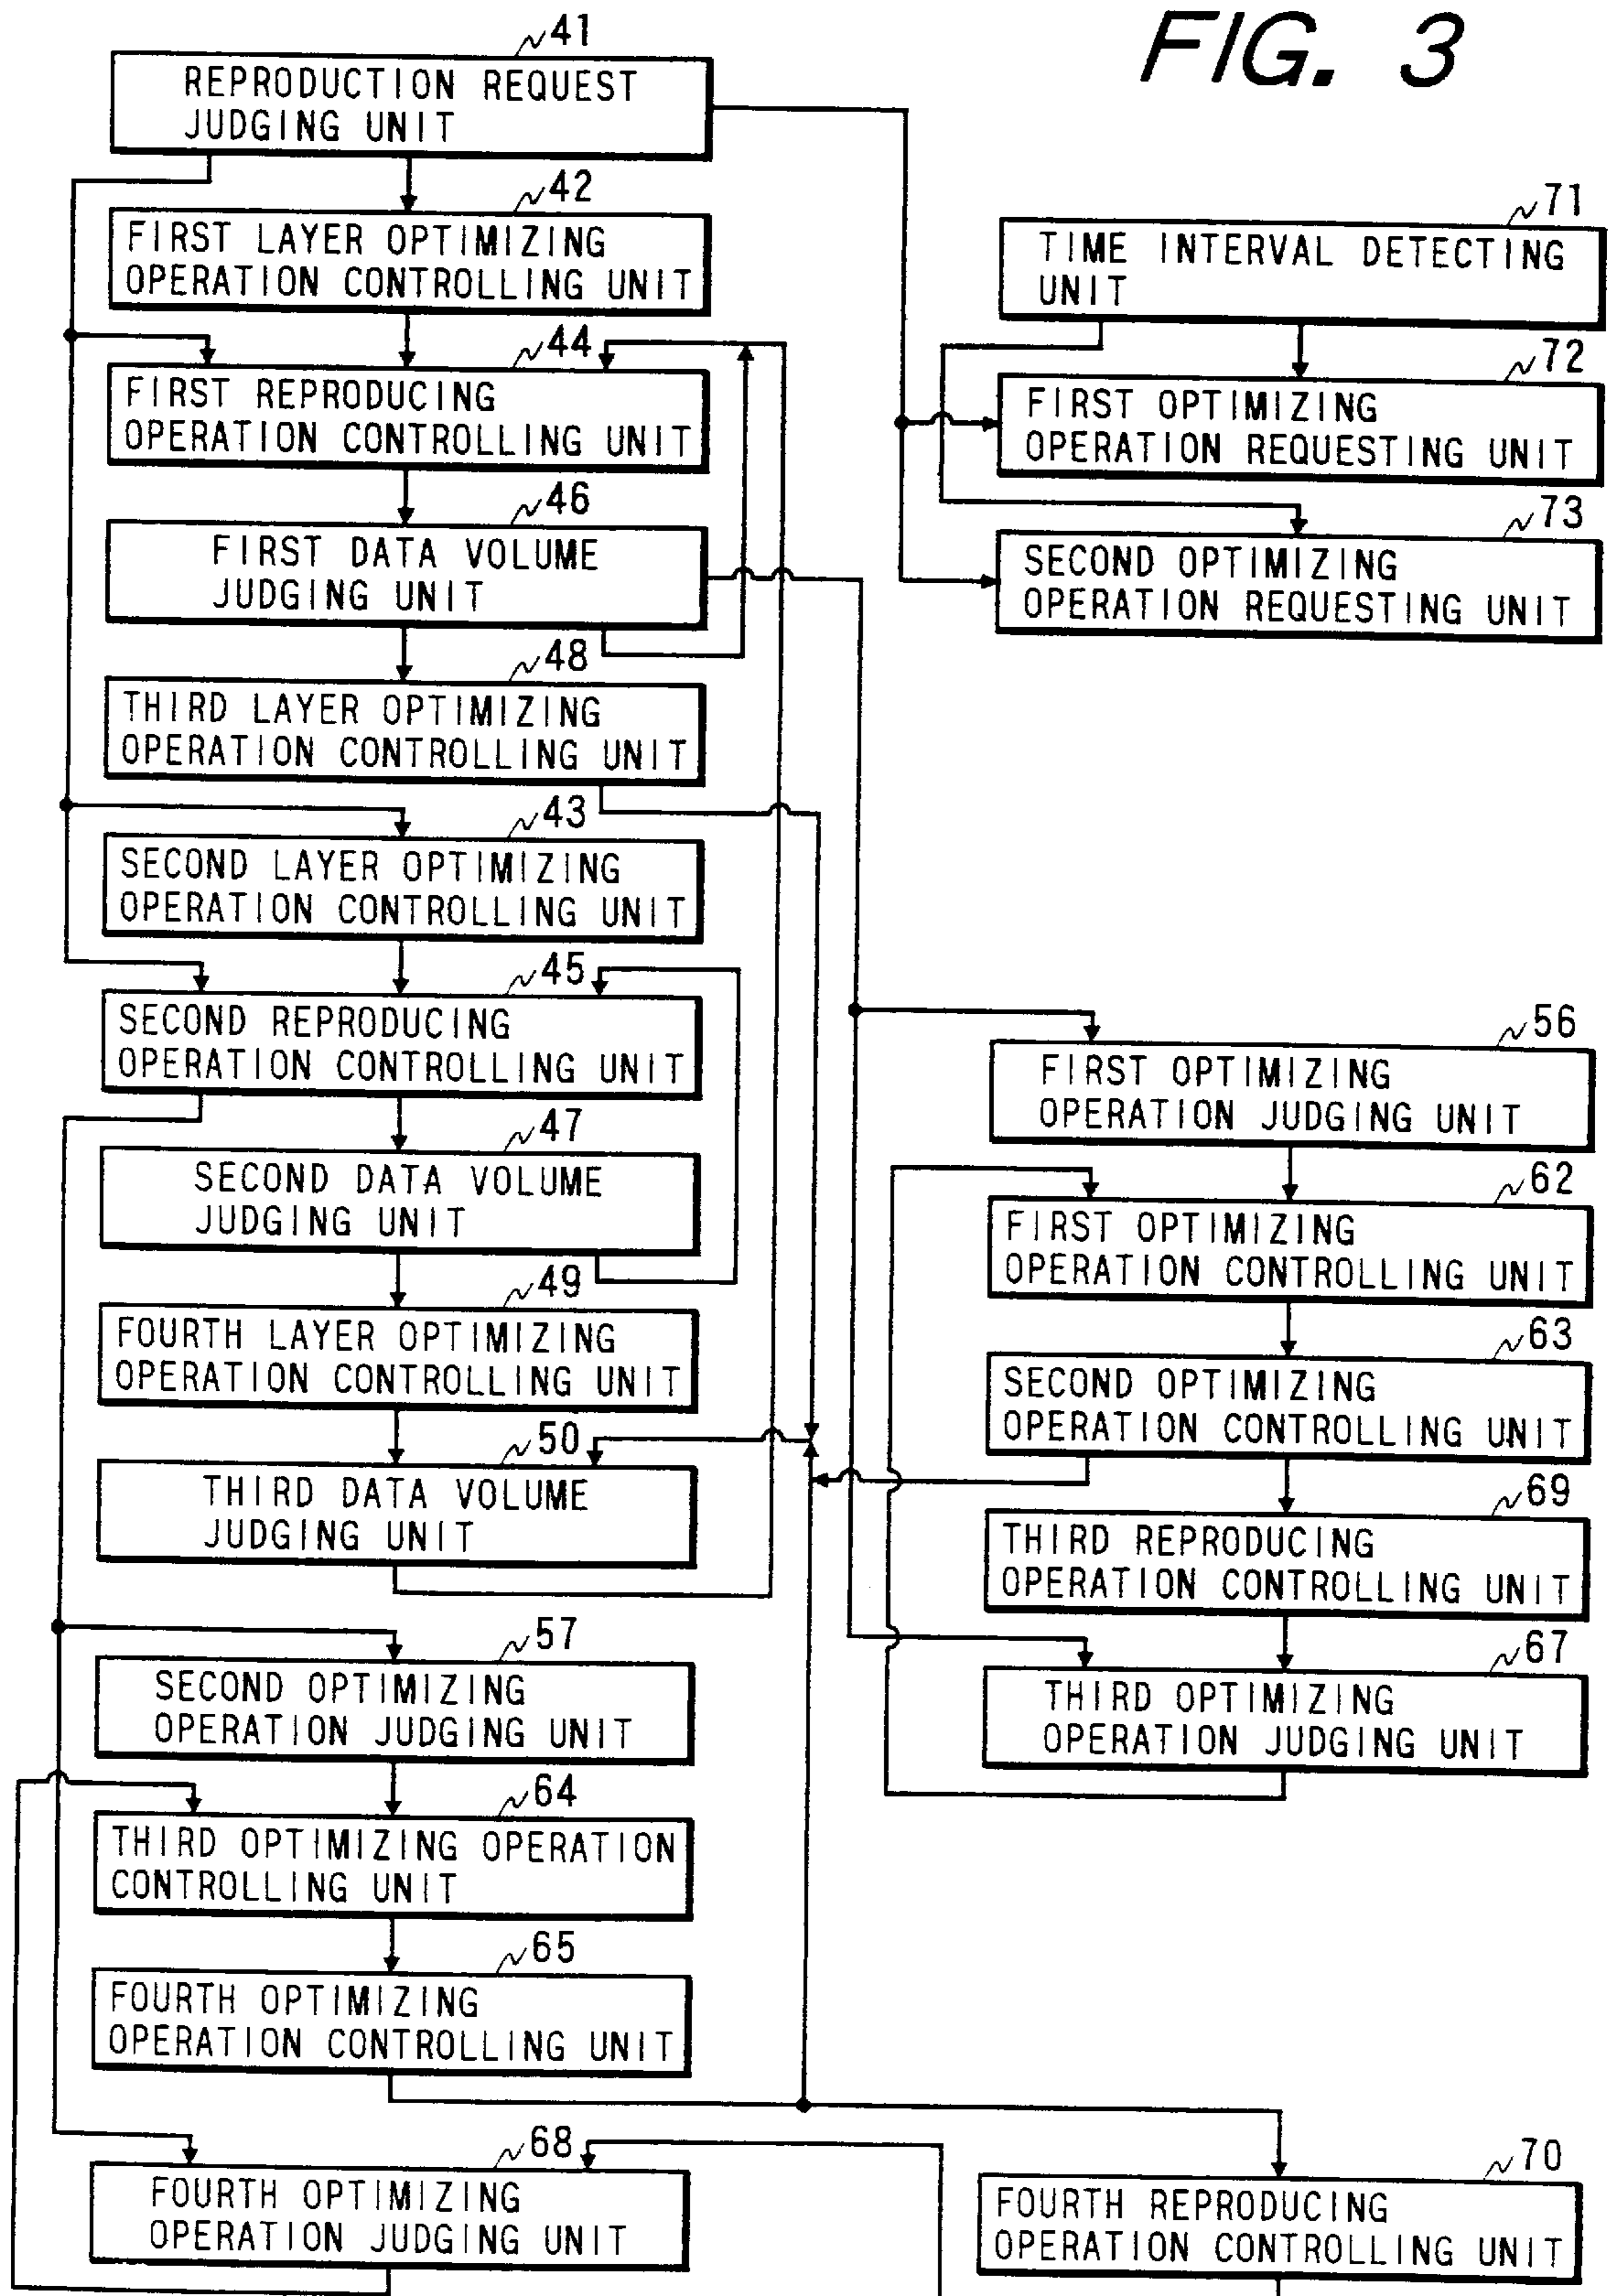 FIG. 3
41
REPRODUCTION REQUEST
JUDGING UNIT
42
FIRST LAYER OPTIMIZING
OPERATION CONTROLLING UNIT
44
FIRST REPRODUCING
OPERATION CONTROLLING UNIT
46
FIRST DATA VOLUME
JUDGING UNIT
48
THIRD LAYER OPTIMIZING
OPERATION CONTROLLING UNIT
43
SECOND LAYER OPTIMIZING
OPERATION CONTROLLING UNIT
45
SECOND REPRODUCING
OPERATION CONTROLLING UNIT
47
SECOND DATA VOLUME
JUDGING UNIT
49
FOURTH LAYER OPTIMIZING
OPERATION CONTROLLING UNIT
50
THIRD DATA VOLUME
JUDGING UNIT
57
SECOND OPTIMIZING
OPERATION JUDGING UNIT
64
THIRD OPTIMIZING OPERATION
CONTROLLING UNIT
65
FOURTH OPTIMIZING
OPERATION CONTROLLING UNIT
68
FOURTH OPTIMIZING
OPERATION JUDGING UNIT
71
TIME INTERVAL DETECTING
UNIT
72
FIRST OPTIMIZING
OPERATION REQUESTING UNIT
73
SECOND OPTIMIZING
OPERATION REQUESTING UNIT
56
FIRST OPTIMIZING
OPERATION JUDGING UNIT
62
FIRST OPTIMIZING
OPERATION CONTROLLING UNIT
63
SECOND OPTIMIZING
OPERATION CONTROLLING UNIT
69
THIRD REPRODUCING
OPERATION CONTROLLING UNIT
67
THIRD OPTIMIZING
OPERATION JUDGING UNIT
70
FOURTH REPRODUCING
OPERATION CONTROLLING UNIT